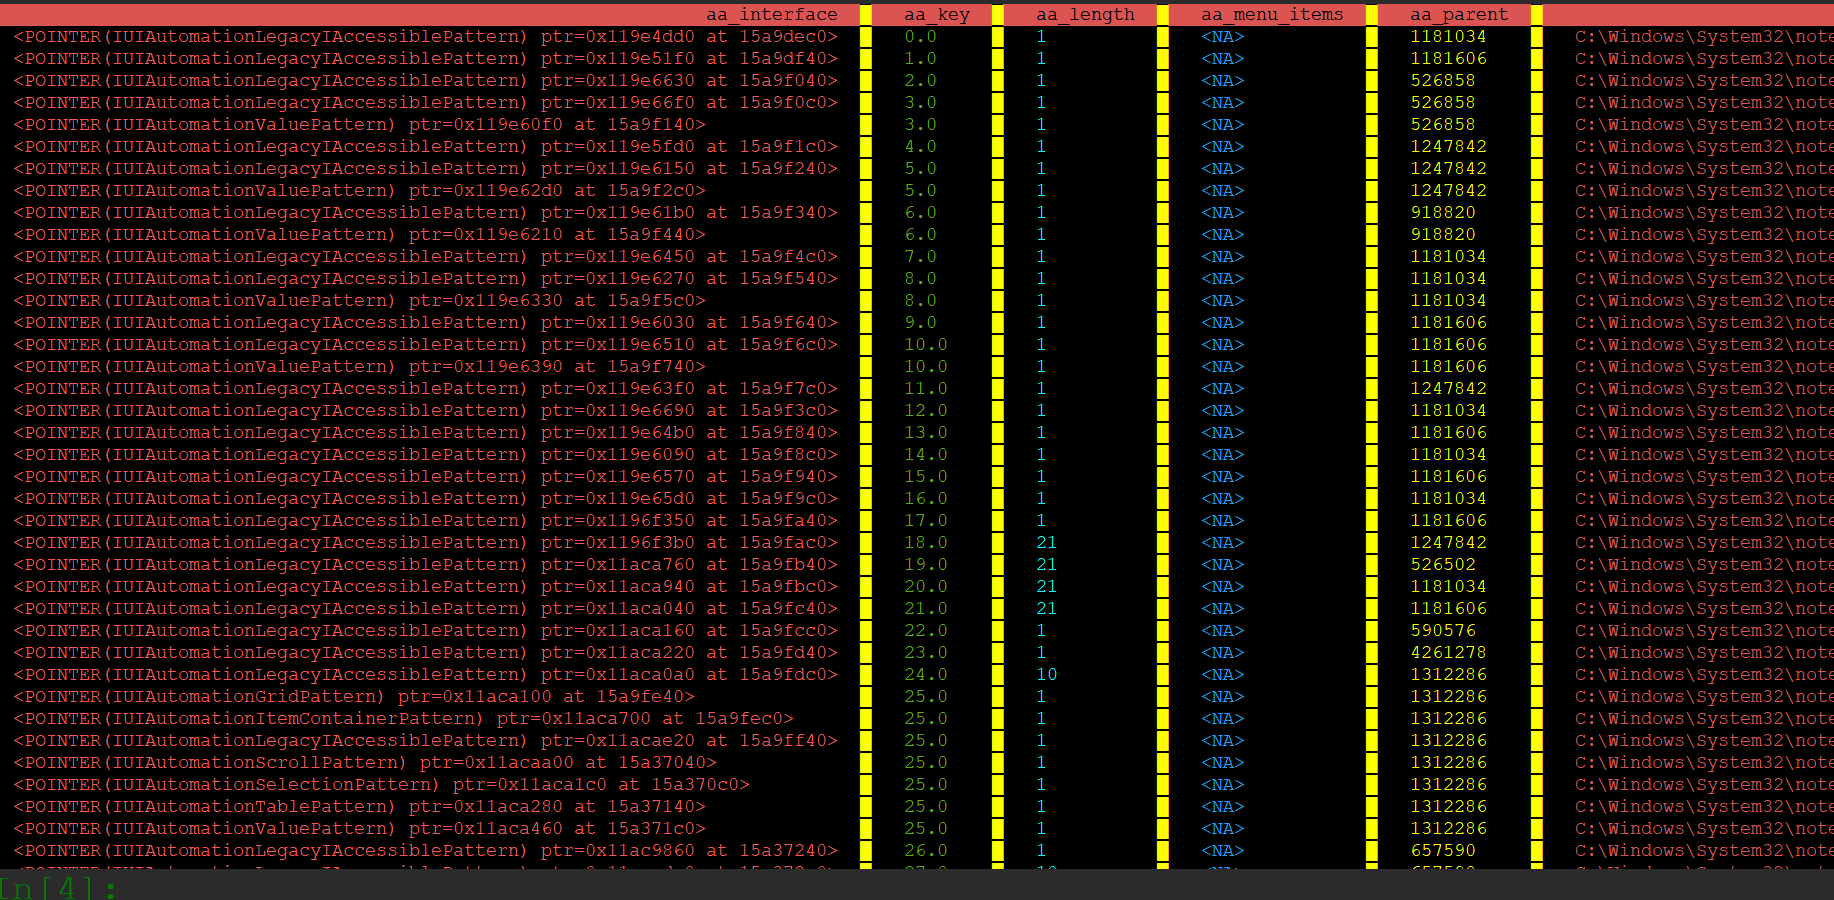 aa_interface aa_key aa_length aa_menu_items aa_parent
<POINTER(IUIAutomationLegacyIAccessiblePattern) ptr=0x119e4dd0 at 15a9dec0> 0.0 1 <NA> 1181034 C:\Windows\System32\note
<POINTER(IUIAutomationLegacyIAccessiblePattern) ptr=0x119e51f0 at 15a9df40> 1.0 1 <NA> 1181606 C:\Windows\System32\note
<POINTER(IUIAutomationLegacyIAccessiblePattern) ptr=0x119e6630 at 15a9f040> 2.0 1 <NA> 526858 C:\Windows\System32\note
<POINTER(IUIAutomationLegacyIAccessiblePattern) ptr=0x119e66f0 at 15a9f0c0> 3.0 1 <NA> 526858 C:\Windows\System32\note
<POINTER(IUIAutomationValuePattern) ptr=0x119e60f0 at 15a9f140> 3.0 1 <NA> 526858 C:\Windows\System32\note
<POINTER(IUIAutomationLegacyIAccessiblePattern) ptr=0x119e5fd0 at 15a9f1c0> 4.0 1 <NA> 1247842 C:\Windows\System32\note
<POINTER(IUIAutomationLegacyIAccessiblePattern) ptr=0x119e6150 at 15a9f240> 5.0 1 <NA> 1247842 C:\Windows\System32\note
<POINTER(IUIAutomationValuePattern) ptr=0x119e62d0 at 15a9f2c0> 5.0 1 <NA> 1247842 C:\Windows\System32\note
<POINTER(IUIAutomationLegacyIAccessiblePattern) ptr=0x119e61b0 at 15a9f340> 6.0 1 <NA> 918820 C:\Windows\System32\note
<POINTER(IUIAutomationValuePattern) ptr=0x119e6210 at 15a9f440> 6.0 1 <NA> 918820 C:\Windows\System32\note
<POINTER(IUIAutomationLegacyIAccessiblePattern) ptr=0x119e6450 at 15a9f4c0> 7.0 1 <NA> 1181034 C:\Windows\System32\note
<POINTER(IUIAutomationLegacyIAccessiblePattern) ptr=0x119e6270 at 15a9f540> 8.0 1 <NA> 1181034 C:\Windows\System32\note
<POINTER(IUIAutomationValuePattern) ptr=0x119e6330 at 15a9f5c0> 8.0 1 <NA> 1181034 C:\Windows\System32\note
<POINTER(IUIAutomationLegacyIAccessiblePattern) ptr=0x119e6030 at 15a9f640> 9.0 1 <NA> 1181606 C:\Windows\System32\note
<POINTER(IUIAutomationLegacyIAccessiblePattern) ptr=0x119e6510 at 15a9f6c0> 10.0 1 <NA> 1181606 C:\Windows\System32\note
<POINTER(IUIAutomationValuePattern) ptr=0x119e6390 at 15a9f740> 10.0 1 <NA> 1181606 C:\Windows\System32\note
<POINTER(IUIAutomationLegacyIAccessiblePattern) ptr=0x119e63f0 at 15a9f7c0> 11.0 1 <NA> 1247842 C:\Windows\System32\note
<POINTER(IUIAutomationLegacyIAccessiblePattern) ptr=0x119e6690 at 15a9f3c0> 12.0 1 <NA> 1181034 C:\Windows\System32\note
<POINTER(IUIAutomationLegacyIAccessiblePattern) ptr=0x119e64b0 at 15a9f840> 13.0 1 <NA> 1181606 C:\Windows\System32\note
<POINTER(IUIAutomationLegacyIAccessiblePattern) ptr=0x119e6090 at 15a9f8c0> 14.0 1 <NA> 1181034 C:\Windows\System32\note
<POINTER(IUIAutomationLegacyIAccessiblePattern) ptr=0x119e6570 at 15a9f940> 15.0 1 <NA> 1181606 C:\Windows\System32\note
<POINTER(IUIAutomationLegacyIAccessiblePattern) ptr=0x119e65d0 at 15a9f9c0> 16.0 1 <NA> 1181034 C:\Windows\System32\note
<POINTER(IUIAutomationLegacyIAccessiblePattern) ptr=0x1196f350 at 15a9fa40> 17.0 1 <NA> 1181606 C:\Windows\System32\note
<POINTER(IUIAutomationLegacyIAccessiblePattern) ptr=0x1196f3b0 at 15a9fac0> 18.0 21 <NA> 1247842 C:\Windows\System32\note
<POINTER(IUIAutomationLegacyIAccessiblePattern) ptr=0x11aca760 at 15a9fb40> 19.0 21 <NA> 526502 C:\Windows\System32\note
<POINTER(IUIAutomationLegacyIAccessiblePattern) ptr=0x11aca940 at 15a9fbc0> 20.0 21 <NA> 1181034 C:\Windows\System32\note
<POINTER(IUIAutomationLegacyIAccessiblePattern) ptr=0x11aca040 at 15a9fc40> 21.0 21 <NA> 1181606 C:\Windows\System32\note
<POINTER(IUIAutomationLegacyIAccessiblePattern) ptr=0x11aca160 at 15a9fcc0> 22.0 1 <NA> 590576 C:\Windows\System32\note
<POINTER(IUIAutomationLegacyIAccessiblePattern) ptr=0x11aca220 at 15a9fd40> 23.0 1 <NA> 4261278 C:\Windows\System32\note
<POINTER(IUIAutomationLegacyIAccessiblePattern) ptr=0x11aca0a0 at 15a9fdc0> 24.0 10 <NA> 1312286 C:\Windows\System32\note
<POINTER(IUIAutomationGridPattern) ptr=0x11aca100 at 15a9fe40> 25.0 1 <NA> 1312286 C:\Windows\System32\note
<POINTER(IUIAutomationItemContainerPattern) ptr=0x11aca700 at 15a9fec0> 25.0 1 <NA> 1312286 C:\Windows\System32\note
<POINTER(IUIAutomationLegacyIAccessiblePattern) ptr=0x11acae20 at 15a9ff40> 25.0 1 <NA> 1312286 C:\Windows\System32\note
<POINTER(IUIAutomationScrollPattern) ptr=0x11acaa00 at 15a37040> 25.0 1 <NA> 1312286 C:\Windows\System32\note
<POINTER(IUIAutomationSelectionPattern) ptr=0x11aca1c0 at 15a370c0> 25.0 1 <NA> 1312286 C:\Windows\System32\note
<POINTER(IUIAutomationTablePattern) ptr=0x11aca280 at 15a37140> 25.0 1 <NA> 1312286 C:\Windows\System32\note
<POINTER(IUIAutomationValuePattern) ptr=0x11aca460 at 15a371c0> 25.0 1 <NA> 1312286 C:\Windows\System32\note
<POINTER(IUIAutomationLegacyIAccessiblePattern) ptr=0x11ac9860 at 15a37240> 26.0 1 <NA> 657590 C:\Windows\System32\note
In[4]: